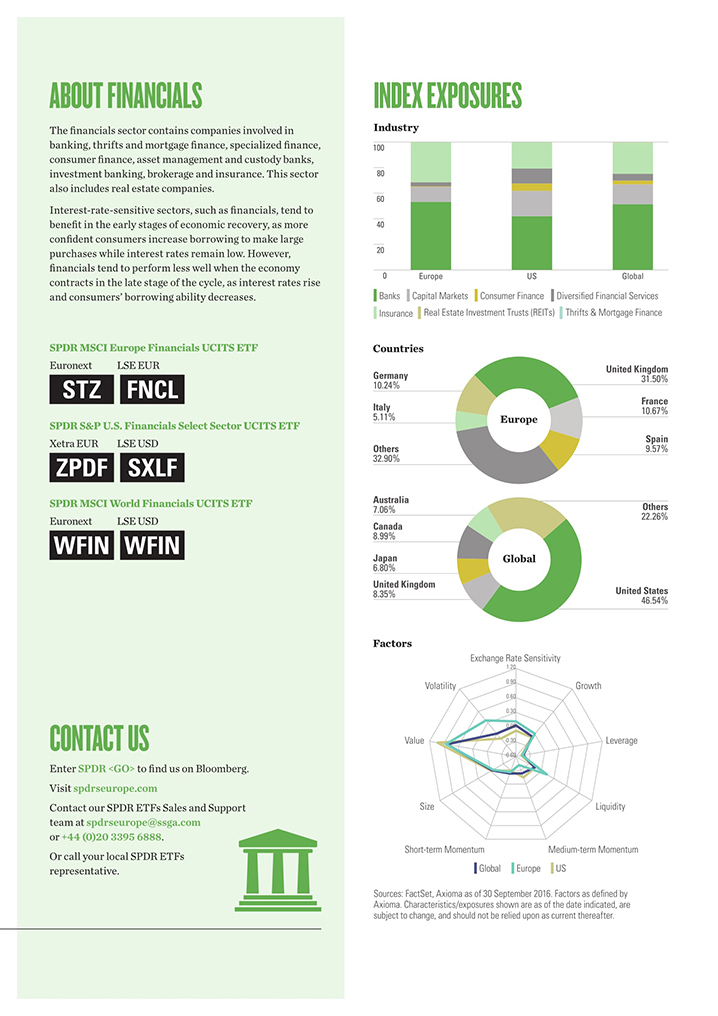 ABOUT FINANCIALS
The financials sector contains companies involved in
banking, thrifts and mortgage finance, specialized finance,
consumer finance, asset management and custody banks,
investment banking, brokerage and insurance. This sector
also includes real estate companies.
Interest-rate-sensitive sectors, such as financials, tend to
benefit in the early stages of economic recovery, as more
confident consumers increase borrowing to make large
purchases while interest rates remain low. However,
financials tend to perform less well when the economy
contracts in the late stage of the cycle, as interest rates rise
and consumers' borrowing ability decreases.
SPDR MSCI Europe Financials UCITS ETF
Euronext LSE EUR
STZ FNCL
SPDR S&P U.S. Financials Select Sector UCITS ETF
Xetra EUR LSE USD
ZPDF SXLF
SPDR MSCI World Financials UCITS ETF
Euronext LSE USD
WFIN WFIN
CONTACT US
Enter SPDR <GO> to find us on Bloomberg.
Visit spdrseurope.com
Contact our SPDR ETFs Sales and Support
team at spdrseurope@ssga.com
or +44 (0)20 3395 6888.
Or call your local SPDR ETFs
representative.
INDEX EXPOSURES
Industry
100
80
60
40
20
0
Europe US Global
Banks Capital Markets Consumer Finance Diversified Financial Services
Insurance Real Estate Investment Trusts (REITs) Thrifts & Mortgage Finance
Countries
Germany
10.24%
Italy
5.11%
Others
32.90%
Europe
United Kingdom
31.50%
France
10.67%
Spain
9.57%
Australia
7.06%
Canada
8.99%
Japan
6.80%
United Kingdom
8.35%
Global
Others
22.26%
United States
46.54%
Factors
Exchange Rate Sensitivity
1.20
0.90
0.60
0.30
0.00
-0.30
-0.60
Volatility
Growth
Value
Leverage
Size
Liquidity
Short-term Momentum
Medium-term Momentum
Global Europe US
Sources: FactSet, Axioma as of 30 September 2016. Factors as defined by
Axioma. Characteristics/exposures shown are as of the date indicated, are
subject to change, and should not be relied upon as current thereafter.